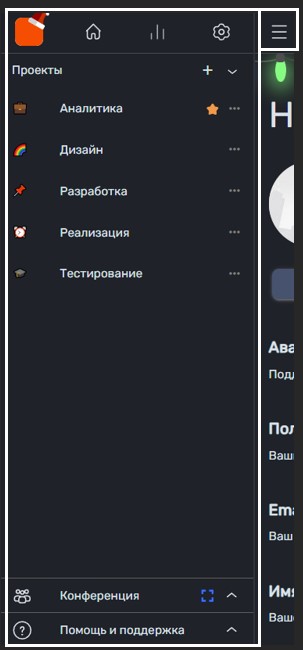 Проекты
Аналитика
Дизайн
Разработка
Реализация
Тестирование
Конференция
Помощь и поддержка
Н
Ава
Под
Пол
Ваш
Ema
Ваш
Имя
Ваш